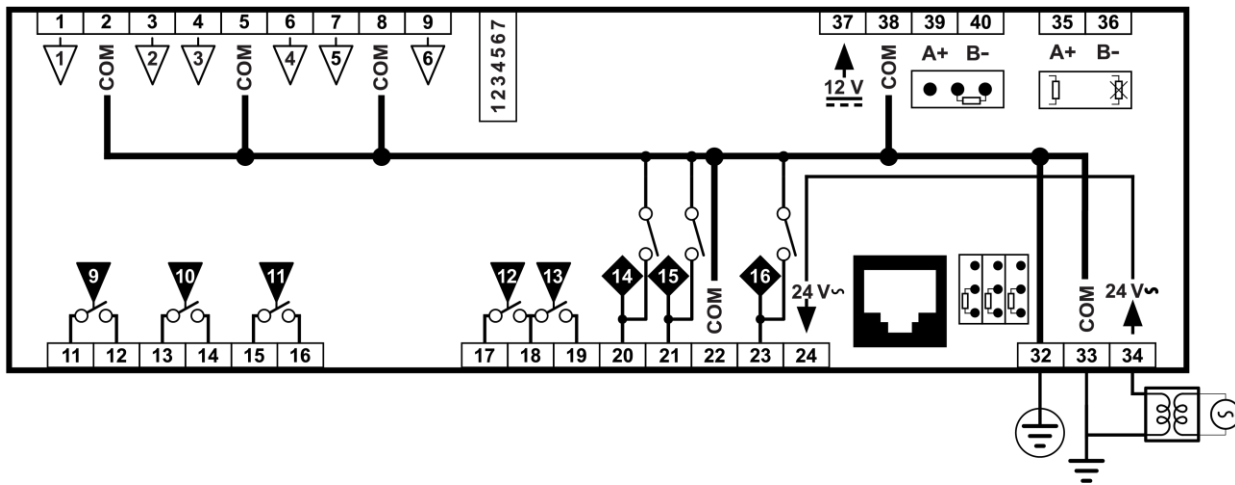 1 2 3 4 5 6 7 8 9 37 38 39 40 35 36
1 COM 2 3 COM 4 5 COM 6
1234567
12 V COM A+ B- A+ B-
9 10 11 12 13 14 15 COM 16 24 V~ COM 24 V~
11 12 13 14 15 16 17 18 19 20 21 22 23 24 32 33 34